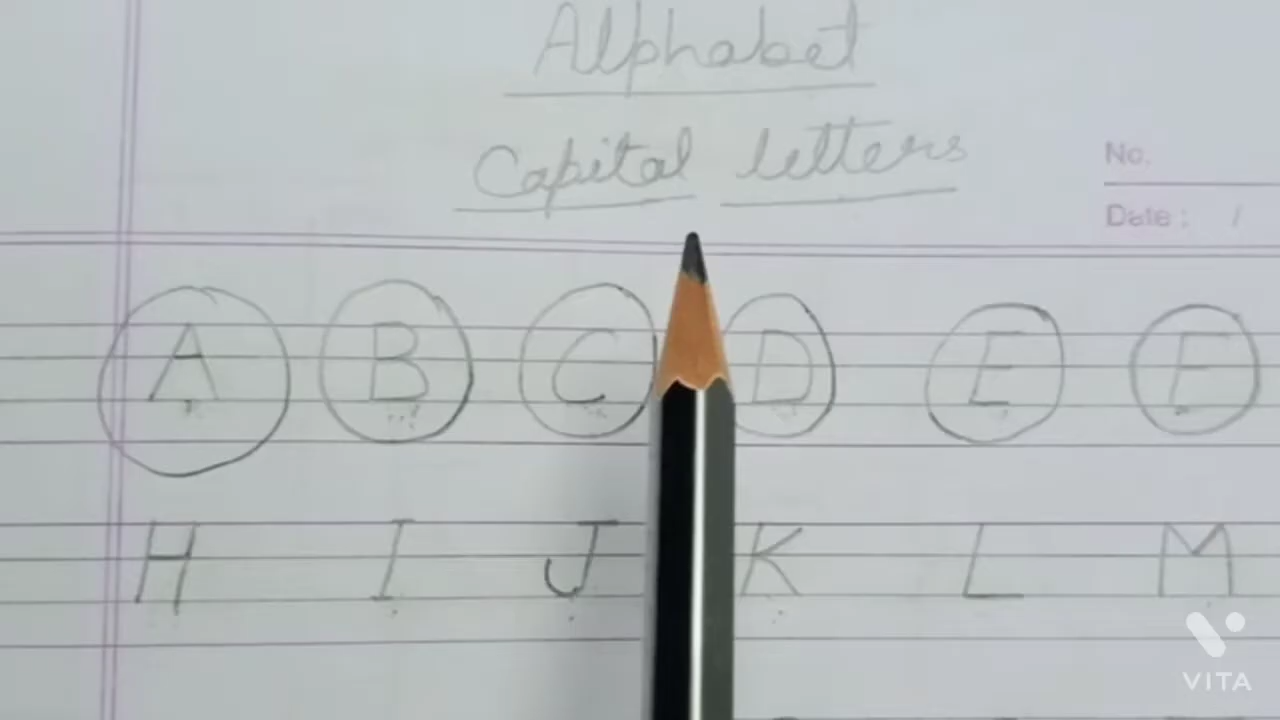 Alphabet
Capital letters
No.
Date : /
A B C D E F
H I J K L M
VITA